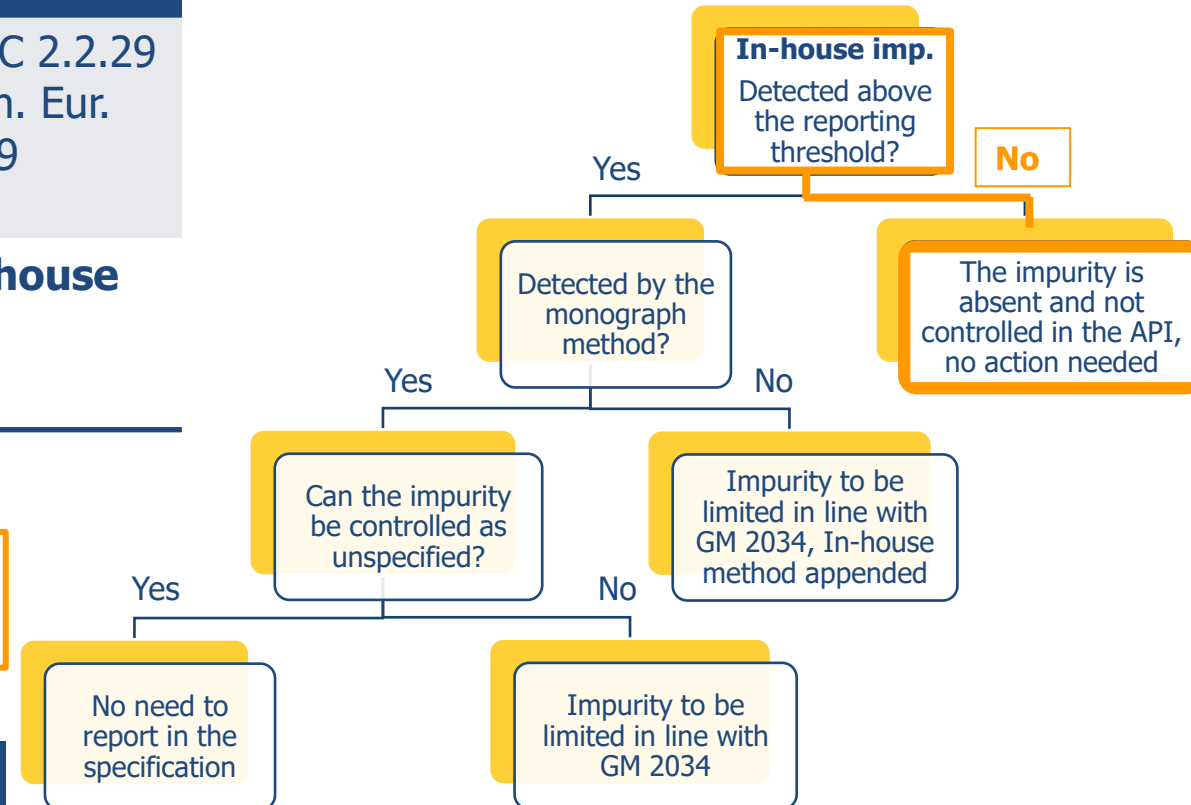 C 2.2.29
. Eur.
9
house
In-house imp.
Detected above
the reporting
threshold?
Yes
No
Detected by the
monograph
method?
The impurity is
absent and not
controlled in the API,
no action needed
Yes
No
Can the impurity
be controlled as
unspecified?
Impurity to be
limited in line with
GM 2034, In-house
method appended
Yes
No
No need to
report in the
specification
Impurity to be
limited in line with
GM 2034